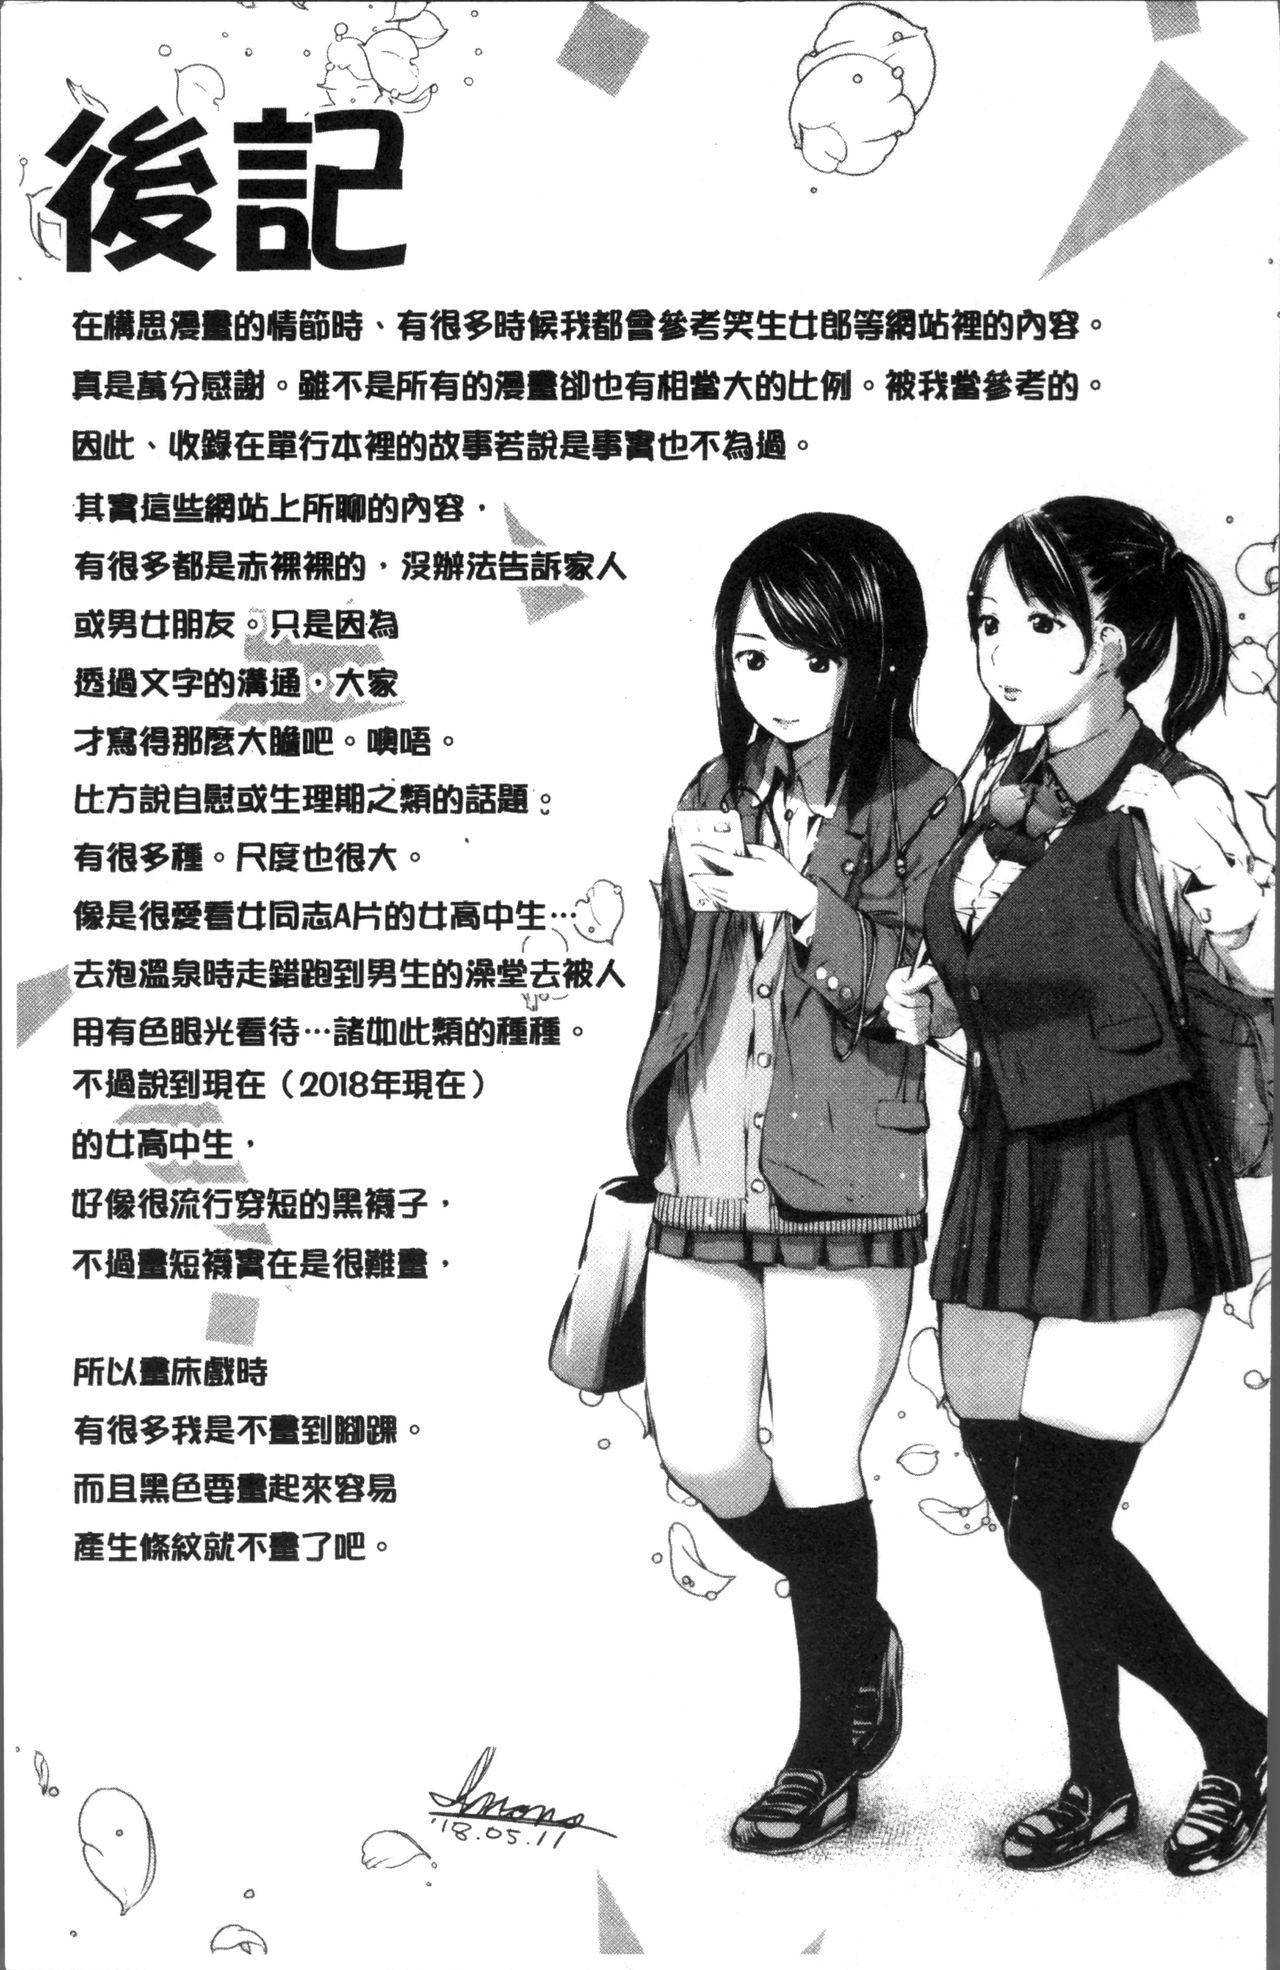 後記
在構思漫畫的情節時、有很多時候我都會參考笑生女郎等網站裡的內容。
真是萬分感謝。雖不是所有的漫畫卻也有相當大的比例。被我當參考的。
因此、收錄在單行本裡的故事若說是事實也不為過。
其實這些網站上所聊的內容，
有很多都是赤裸裸的，沒辦法告訴家人
或男女朋友。只是因為
透過文字的溝通，大家
才寫得那麼大膽吧。噢唔。
比方說自慰或生理期之類的話題。
有很多種。尺度也很大。
像是很愛看女同志A片的女高中生…
去泡溫泉時走錯跑到男生的澡堂去被人
用有色眼光看待…諸如此類的種種。
不過說到現在（2018年現在）
的女高中生，
好像很流行穿短的黑襪子，
不過畫短襪實在是很難畫，
所以畫床戲時
有很多我是不畫到腳踝。
而且黑色要畫起來容易
產生條紋就不畫了吧。
'18.05.11